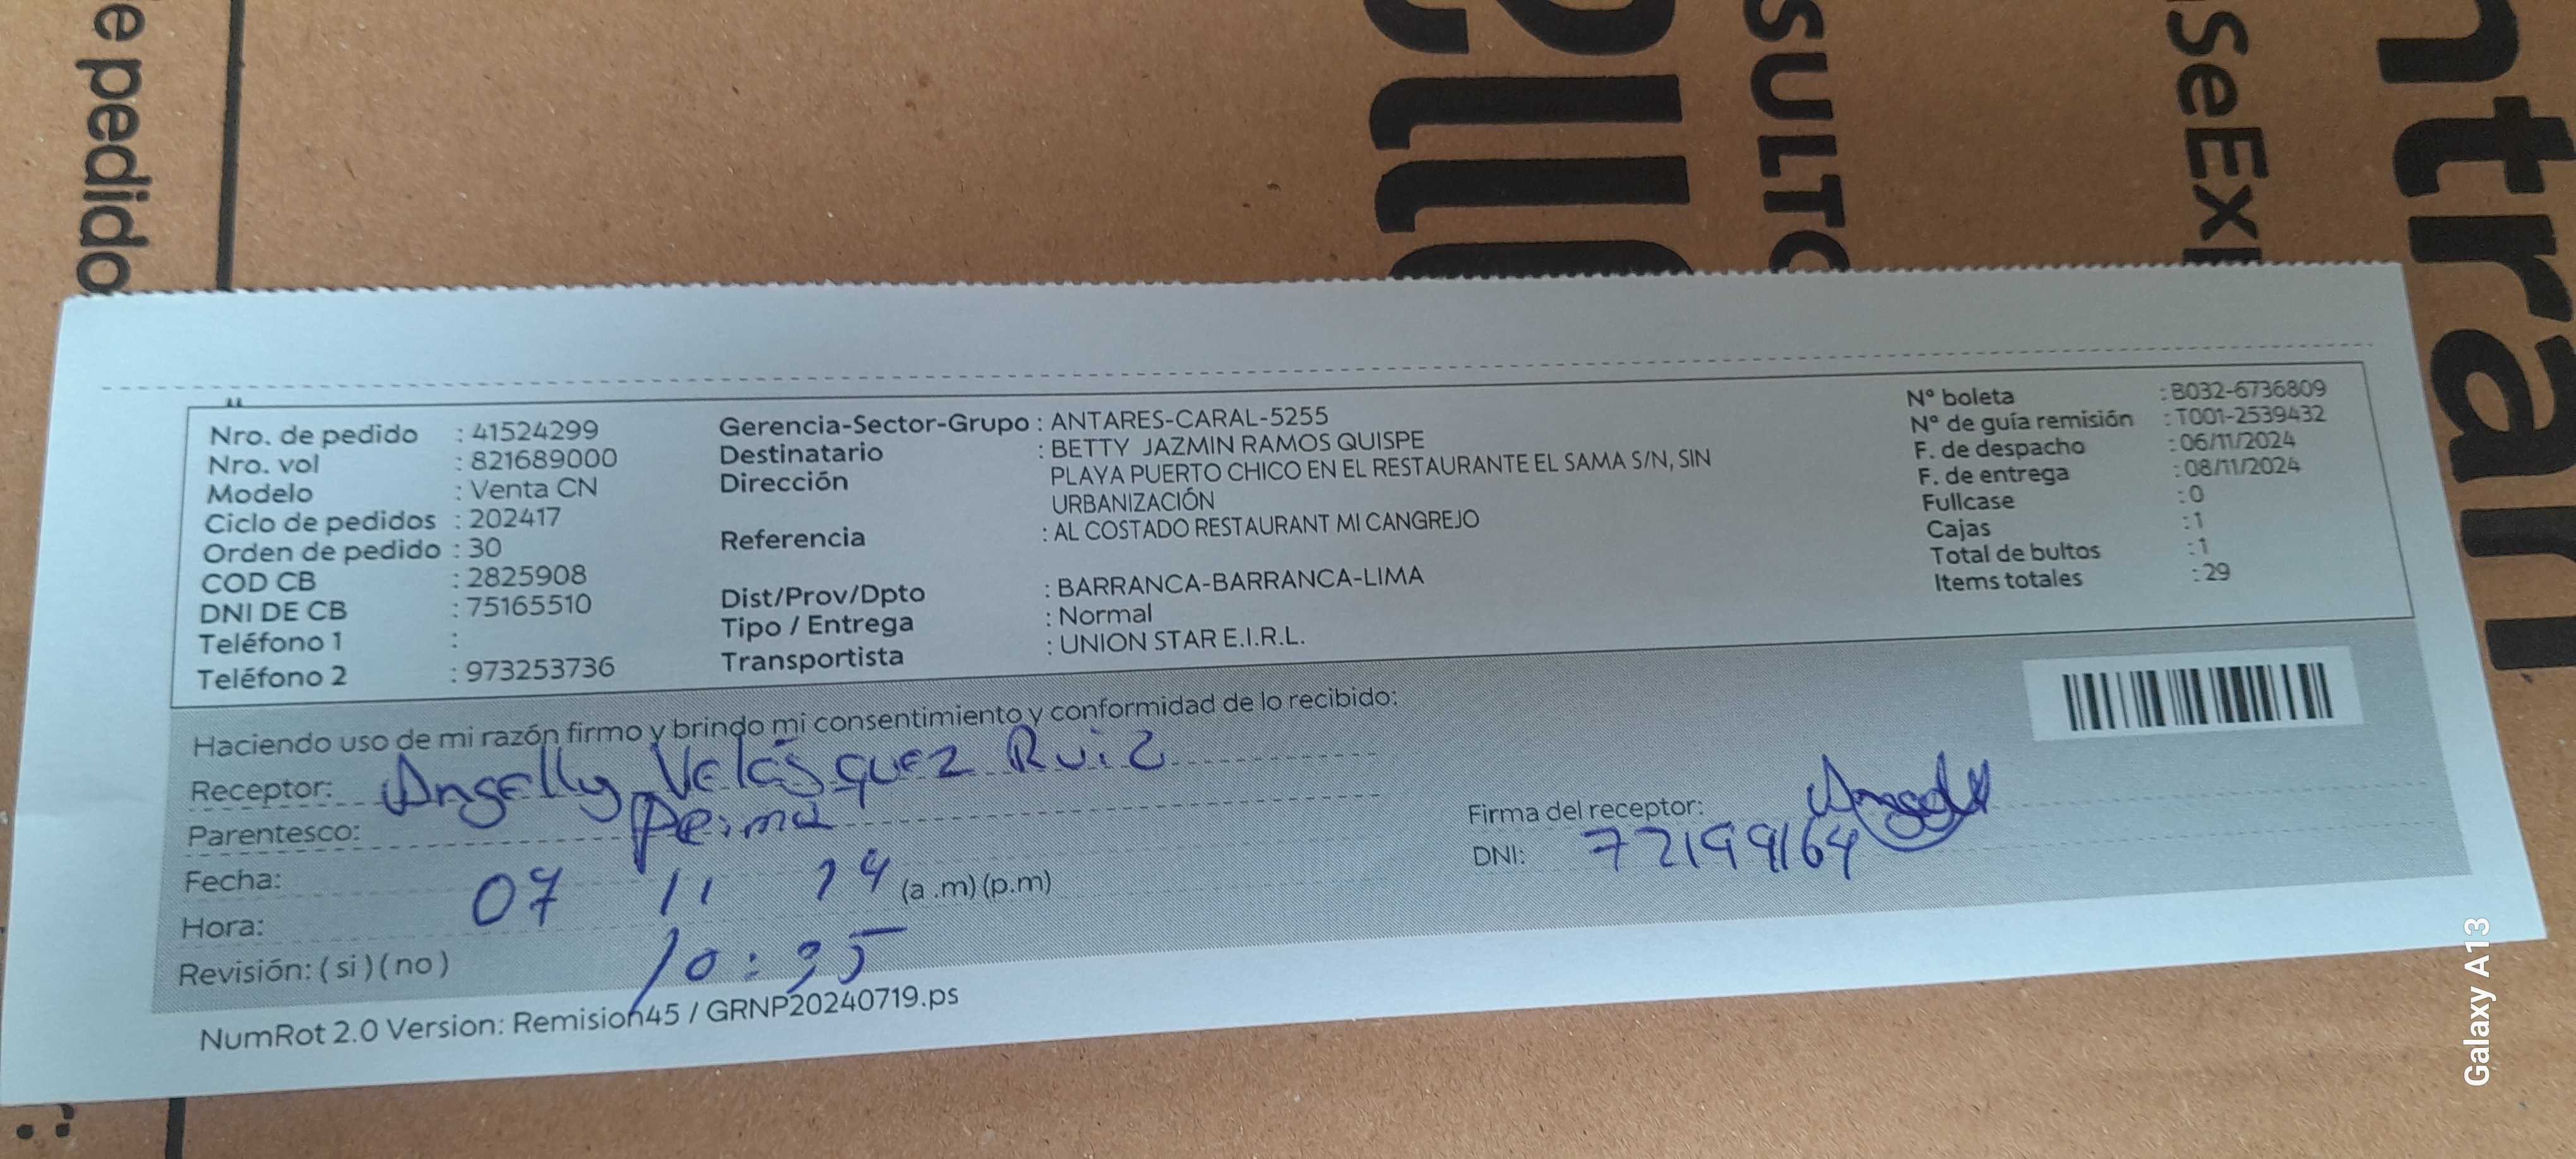 e pedido
SULTO
Nro. de pedido : 41524299
Nro. vol : 821689000
Modelo : Venta CN
Ciclo de pedidos : 202417
Orden de pedido : 30
COD CB : 2825908
DNI DE CB : 75165510
Teléfono 1 :
Teléfono 2 : 973253736
Gerencia-Sector-Grupo : ANTARES-CARAL-5255
Destinatario : BETTY JAZMIN RAMOS QUISPE
Dirección PLAYA PUERTO CHICO EN EL RESTAURANTE EL SAMA S/N, SIN
URBANIZACIÓN
Referencia : AL COSTADO RESTAURANT MI CANGREJO
Dist/Prov/Dpto : BARRANCA-BARRANCA-LIMA
Tipo / Entrega : Normal
Transportista : UNION STAR E.I.R.L.
Nº boleta : B032-6736809
Nº de guía remisión : T001-2539432
F. de despacho : 06/11/2024
F. de entrega : 08/11/2024
Fullcase : 0
Cajas : 1
Total de bultos : 1
Items totales : 29
Haciendo uso de mi razón firmo y brindo mi consentimiento y conformidad de lo recibido:
Receptor: Angelly Velásquez Ruiz
Parentesco: Prima
Fecha: 07 11
(a .m) (p.m)
Hora:
Revisión: ( si ) ( no )
Firma del receptor:
DNI: 72199164
NumRot 2.0 Version: Remision45 / GRNP20240719.ps
Galaxy A13